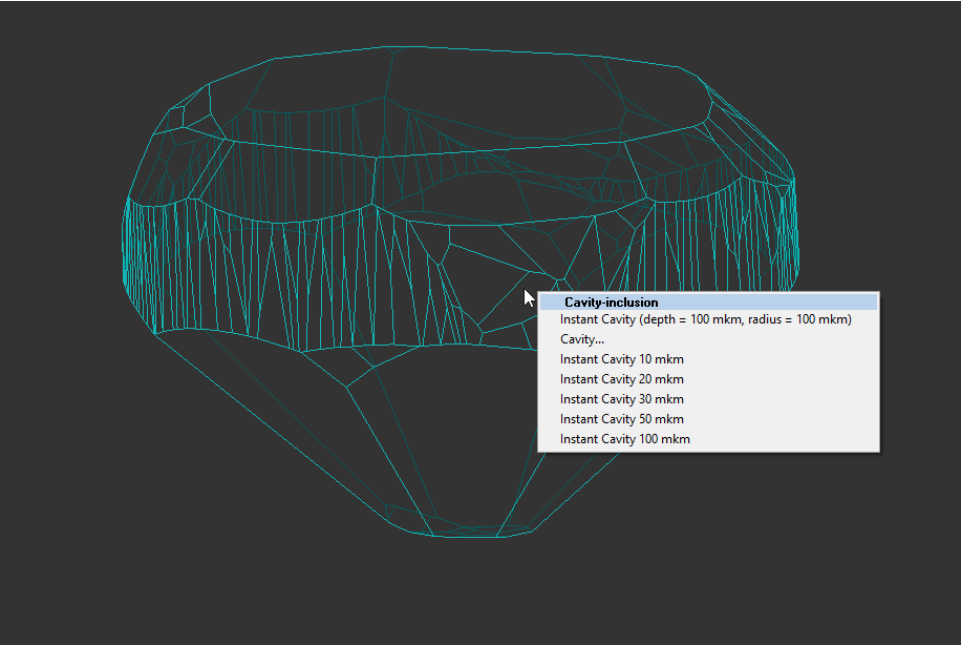 Cavity-inclusion
Instant Cavity (depth = 100 mkm, radius = 100 mkm)
Cavity...
Instant Cavity 10 mkm
Instant Cavity 20 mkm
Instant Cavity 30 mkm
Instant Cavity 50 mkm
Instant Cavity 100 mkm